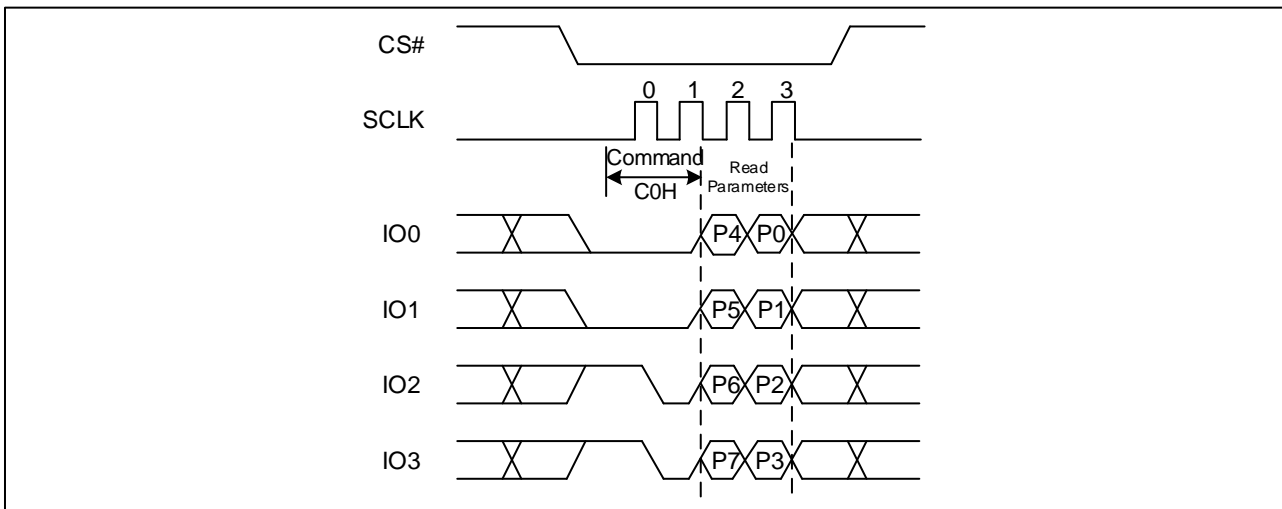 CS#
0 1 2 3
SCLK
Command
C0H
Read
Parameters
IO0 P4 P0
IO1 P5 P1
IO2 P6 P2
IO3 P7 P3